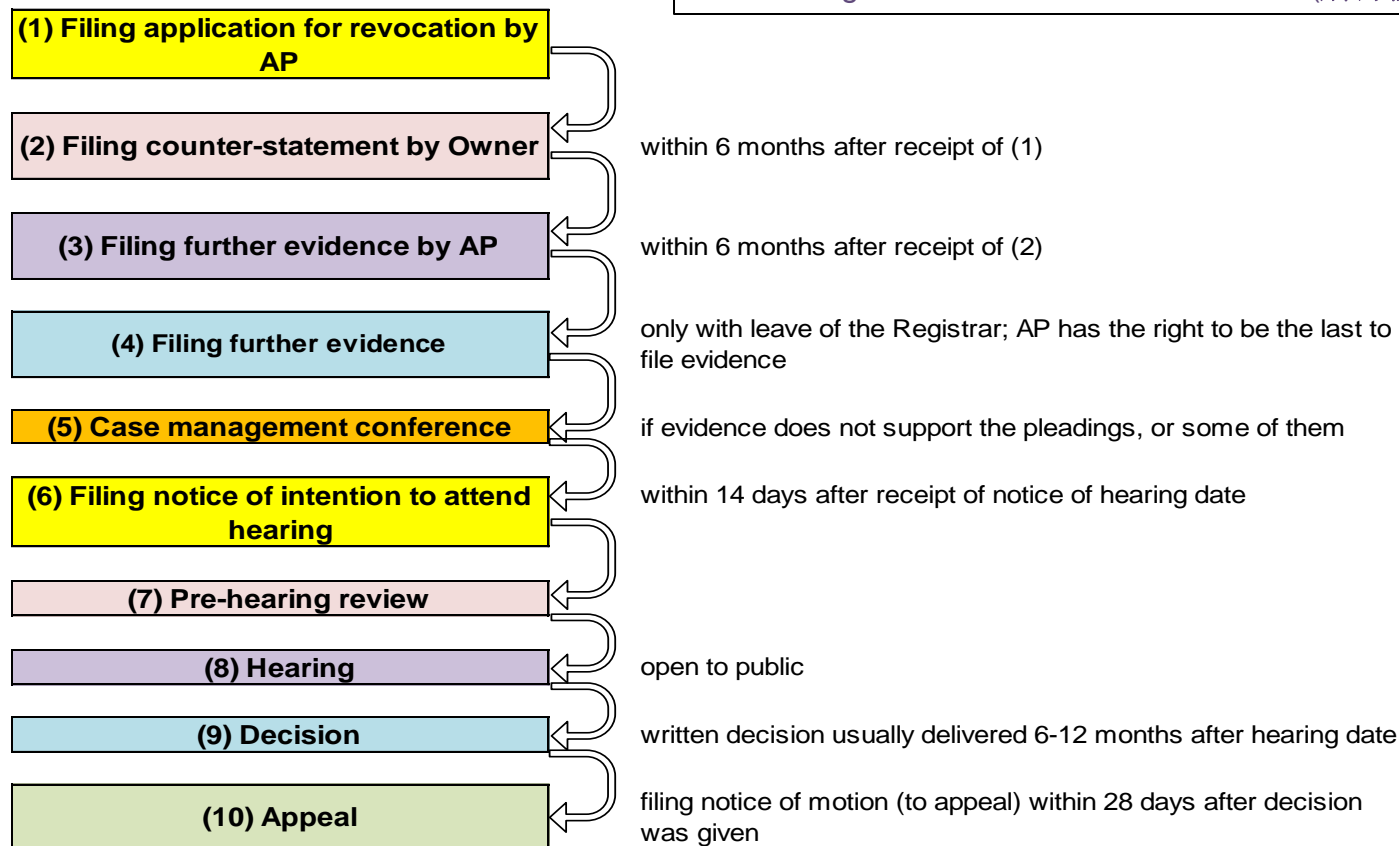 (1) Filing application for revocation by
AP
(2) Filing counter-statement by Owner
within 6 months after receipt of (1)
(3) Filing further evidence by AP
within 6 months after receipt of (2)
(4) Filing further evidence
only with leave of the Registrar; AP has the right to be the last to
file evidence
(5) Case management conference
if evidence does not support the pleadings, or some of them
(6) Filing notice of intention to attend
hearing
within 14 days after receipt of notice of hearing date
(7) Pre-hearing review
(8) Hearing
open to public
(9) Decision
written decision usually delivered 6-12 months after hearing date
(10) Appeal
filing notice of motion (to appeal) within 28 days after decision
was given